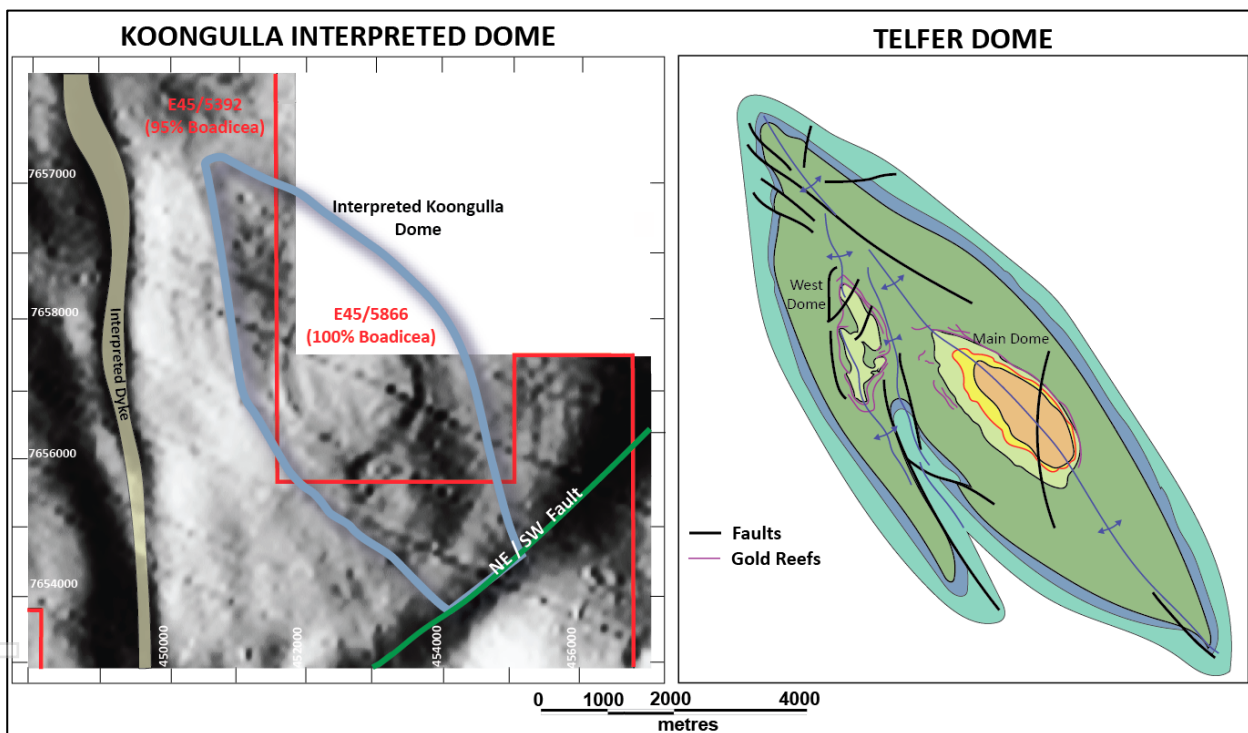 KOONGULLA INTERPRETED DOME
TELFER DOME
E45/5392
(95% Boadicea)
7657000
Interpreted Koongulla
Dome
E45/5866
(100% Boadicea)
7658000
Interpreted Dyke
7656000
NE / SW Fault
7654000
450000
452000
454000
456000
West
Dome
Main Dome
Faults
Gold Reefs
0 1000 2000 4000
metres